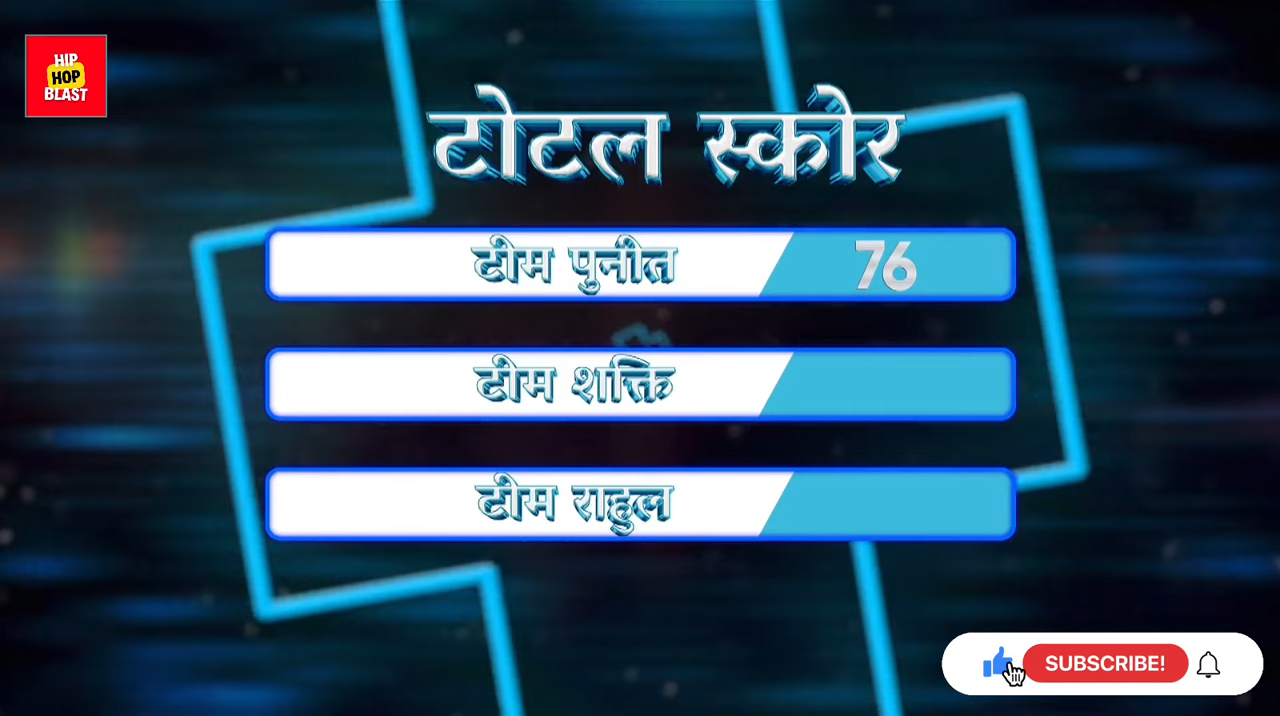 HIP
HOP
BLAST
टोटल स्कोर
टीम पुनीत 76
टीम शक्ति
टीम राहुल
SUBSCRIBE!